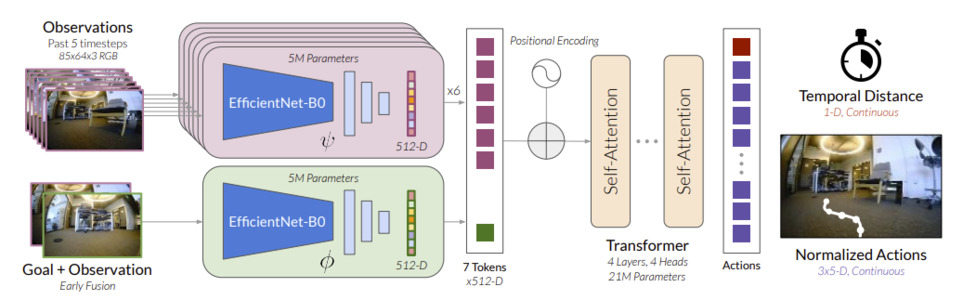 Observations
Past 5 timesteps
85x64x3 RGB
5M Parameters
EfficientNet-B0
ψ
512-D
x6
Goal + Observation
Early Fusion
5M Parameters
EfficientNet-B0
ϕ
512-D
7 Tokens
x512-D
Positional Encoding
Self-Attention
Self-Attention
Transformer
4 Layers, 4 Heads
21M Parameters
Actions
Temporal Distance
1-D, Continuous
Normalized Actions
3x5-D, Continuous